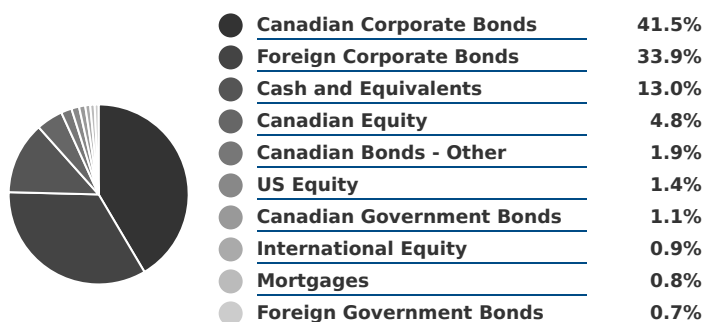 Canadian Corporate Bonds 41.5%
Foreign Corporate Bonds 33.9%
Cash and Equivalents 13.0%
Canadian Equity 4.8%
Canadian Bonds - Other 1.9%
US Equity 1.4%
Canadian Government Bonds 1.1%
International Equity 0.9%
Mortgages 0.8%
Foreign Government Bonds 0.7%